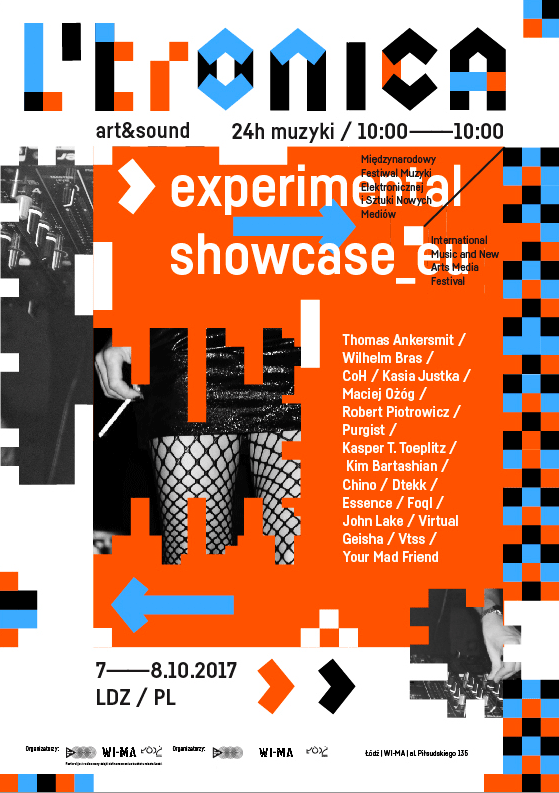 L'tronica
art&sound
24h muzyki / 10:00——10:00
experimental
showcase_eu
Międzynarodowy
Festiwal Muzyki
Elektronicznej
i Sztuki Nowych
Mediów
International
Music and New
Arts Media
Festival
Thomas Ankersmit /
Wilhelm Bras /
CoH / Kasia Justka /
Maciej Ożóg /
Robert Piotrowicz /
Purgist /
Kasper T. Toeplitz /
Kim Bartashian /
Chino / Dtekk /
Essence / Foql /
John Lake / Virtual
Geisha / Vtss /
Your Mad Friend
7——8.10.2017
LDZ / PL
Organizatorzy:
WI-MA
Organizatorzy:
WI-MA
Łódź | WI-MA | al. Piłsudskiego 135